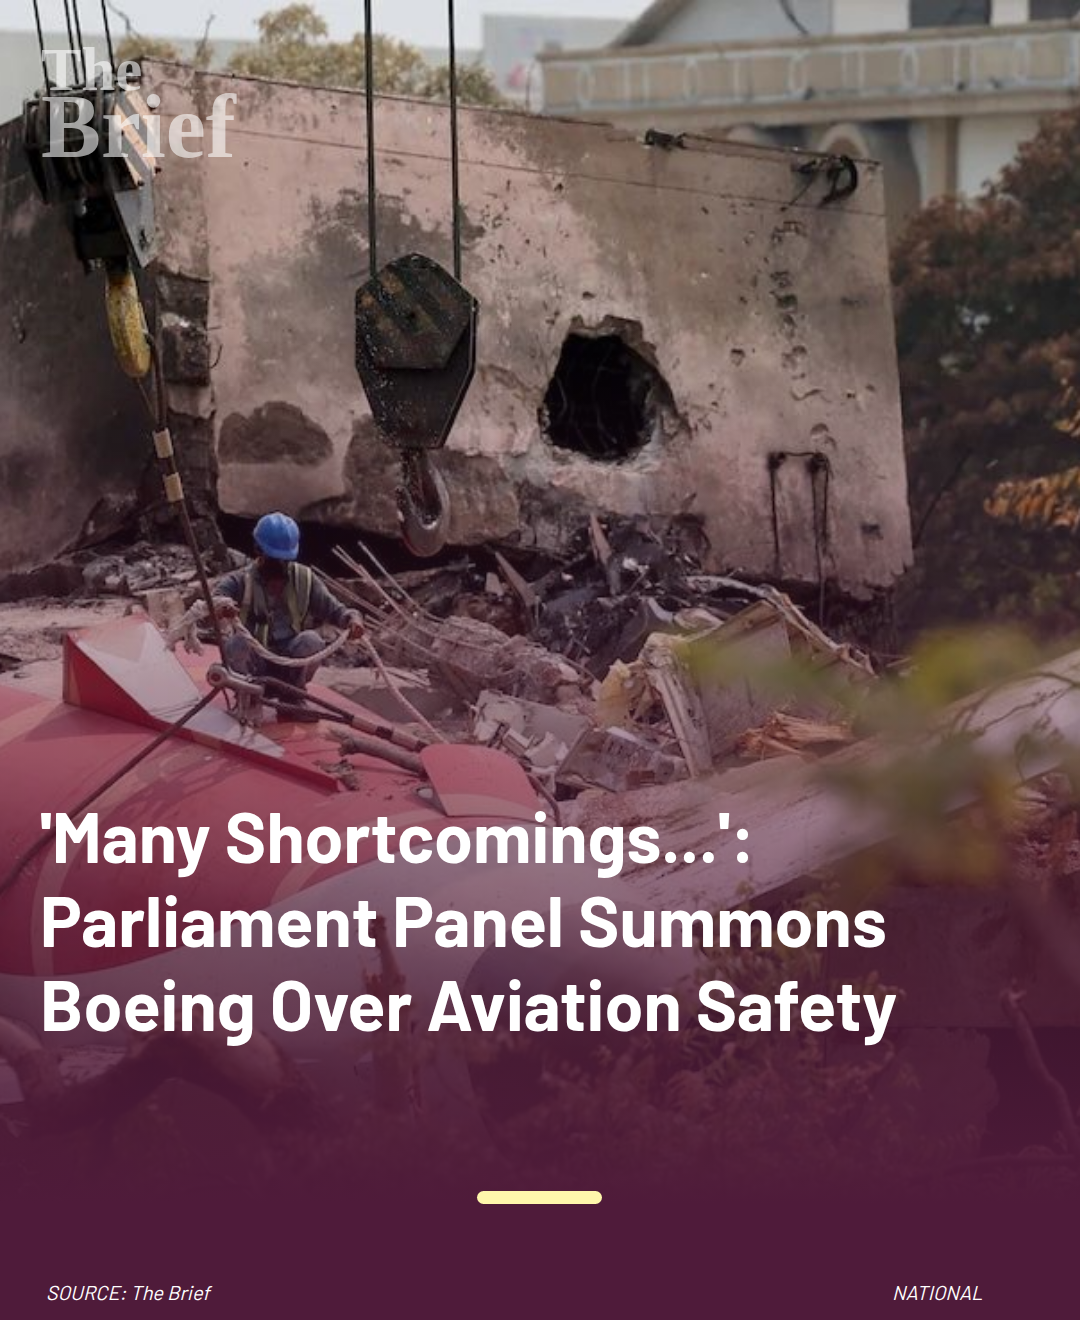 The
Brief
'Many Shortcomings...':
Parliament Panel Summons
Boeing Over Aviation Safety
SOURCE: The Brief
NATIONAL